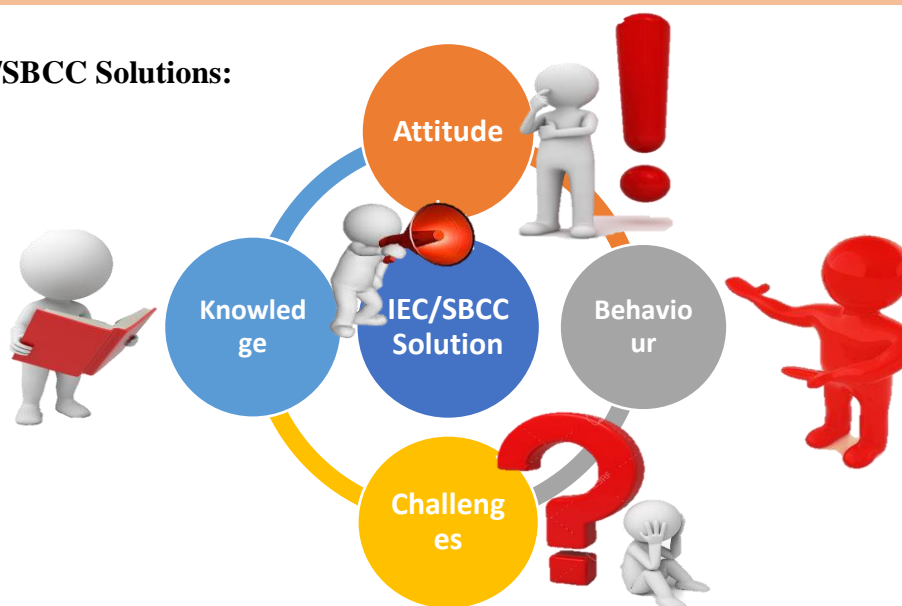 /SBCC Solutions:
Attitude
Knowled
ge
IEC/SBCC
Solution
Behavio
ur
Challeng
es